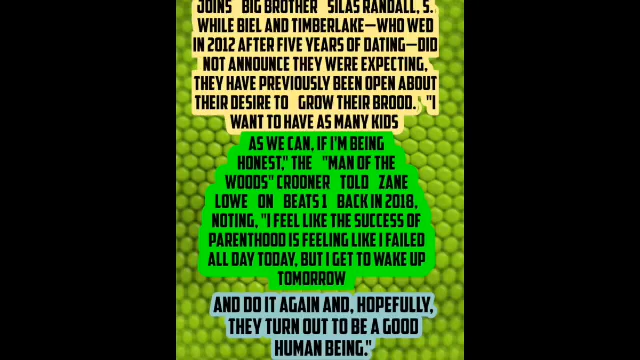 JOINS BIG BROTHER SILAS RANDALL, 5.
WHILE BIEL AND TIMBERLAKE—WHO WED
IN 2012 AFTER FIVE YEARS OF DATING—DID
NOT ANNOUNCE THEY WERE EXPECTING,
THEY HAVE PREVIOUSLY BEEN OPEN ABOUT
THEIR DESIRE TO GROW THEIR BROOD. "I
WANT TO HAVE AS MANY KIDS
AS WE CAN, IF I'M BEING
HONEST," THE "MAN OF THE
WOODS" CROONER TOLD ZANE
LOWE ON BEATS 1 BACK IN 2018,
NOTING, "I FEEL LIKE THE SUCCESS OF
PARENTHOOD IS FEELING LIKE I FAILED
ALL DAY TODAY, BUT I GET TO WAKE UP
TOMORROW
AND DO IT AGAIN AND, HOPEFULLY,
THEY TURN OUT TO BE A GOOD
HUMAN BEING."